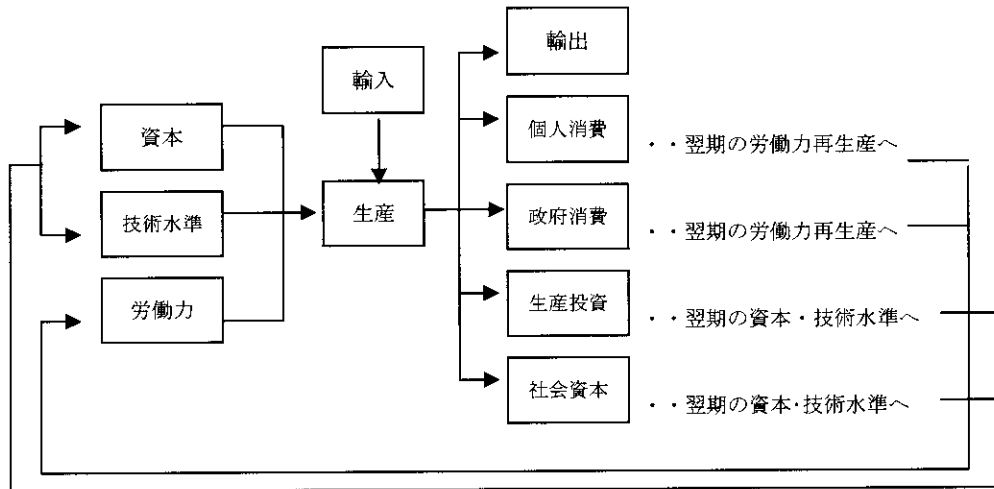 輸出
輸入
個人消費
・・翌期の労働力再生産へ
資本
技術水準
生産
政府消費
・・翌期の労働力再生産へ
労働力
生産投資
・・翌期の資本・技術水準へ
社会資本
・・翌期の資本・技術水準へ